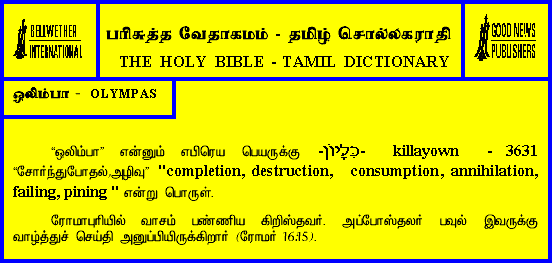 BELLWETHER
INTERNATIONAL
பரிசுத்த வேதாகமம் - தமிழ் சொல்லகராதி
THE HOLY BIBLE - TAMIL DICTIONARY
GOOD NEWS
PUBLISHERS
ஒலிம்பா - OLYMPAS
“ஒலிம்பா” என்னும் எபிரெய பெயருக்கு -כִּלָּיוֹן- killayown - 3631
“சோர்ந்துபோதல்,அழிவு” "completion, destruction, consumption, annihilation,
failing, pining " என்று பொருள்.
ரோமாபுரியில் வாசம் பண்ணிய கிறிஸ்தவர். அப்போஸ்தலர் பவுல் இவருக்கு
வாழ்த்துச் செய்தி அனுப்பியிருக்கிறார் (ரோமர் 16:15).